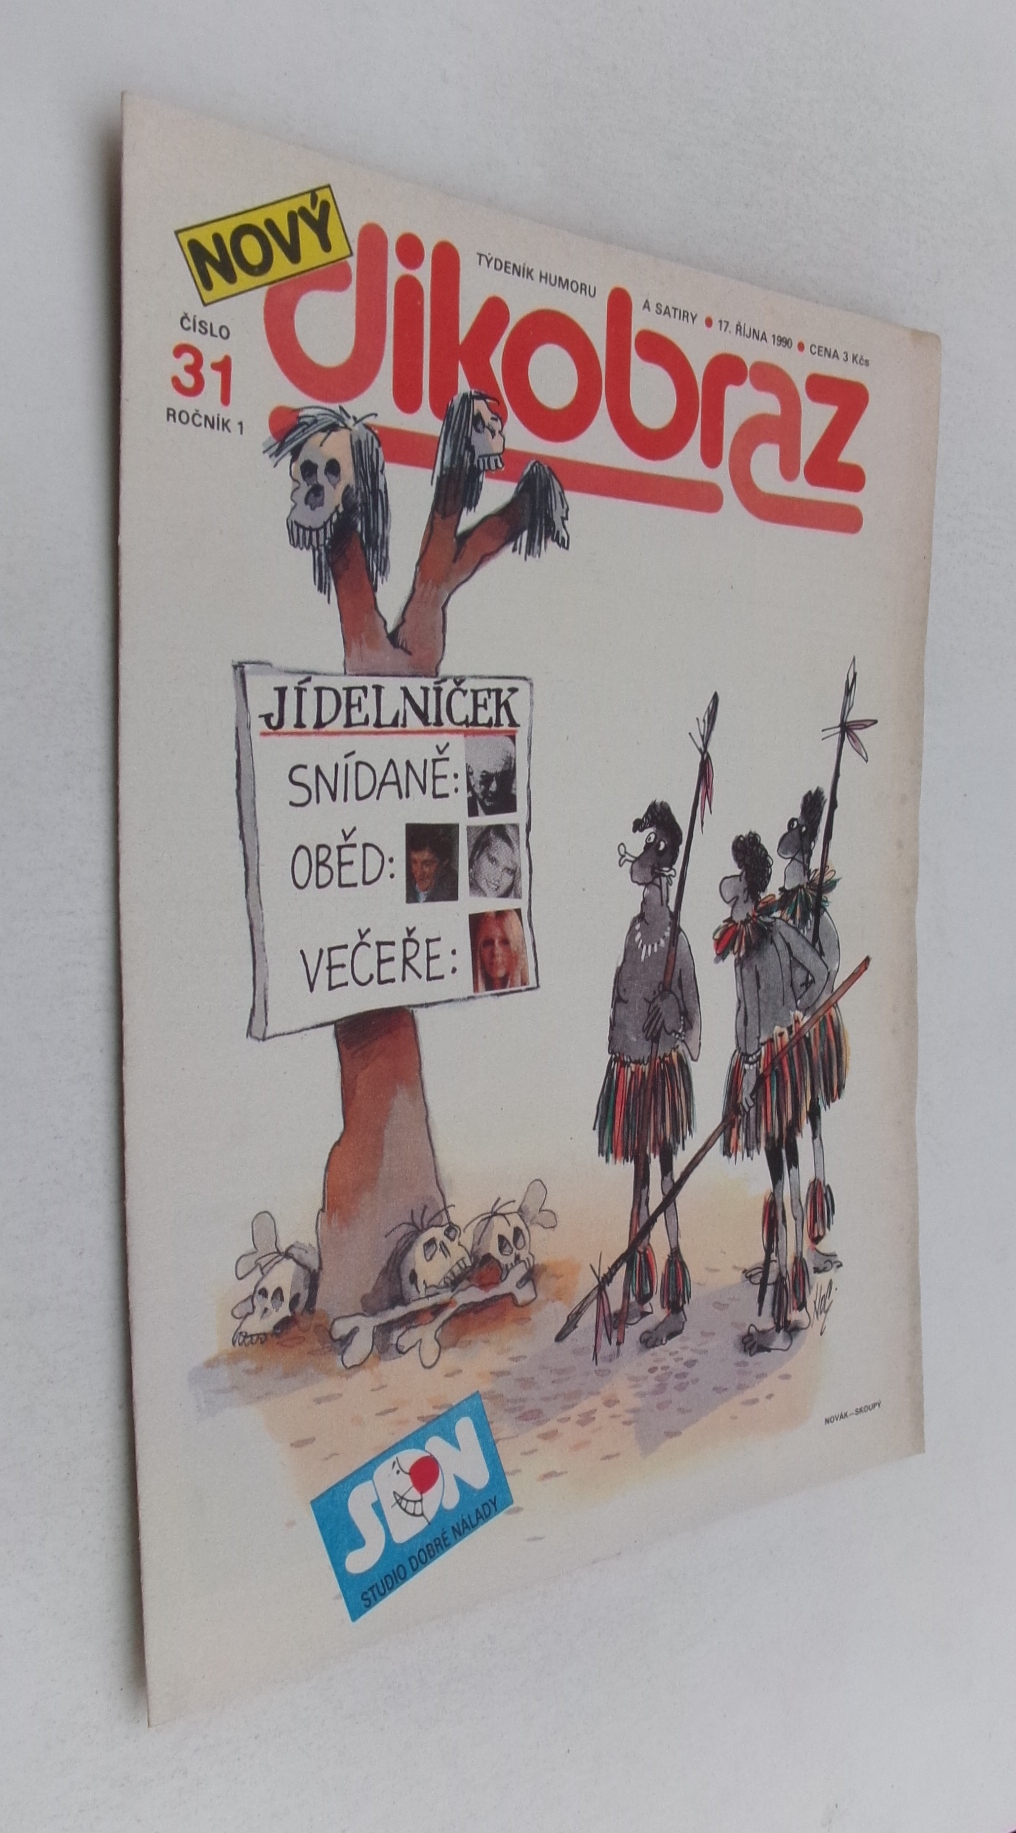 NOVÝ
dikobraz
TÝDENÍK HUMORU A SATIRY ● 17. ŘÍJNA 1990 ● CENA 3 Kčs
ČÍSLO
31
ROČNÍK 1
JÍDELNÍČEK
SNÍDANĚ:
OBĚD:
VEČEŘE:
NOVÁK—SKOUPÝ
SDN
STUDIO DOBRÉ NÁLADY